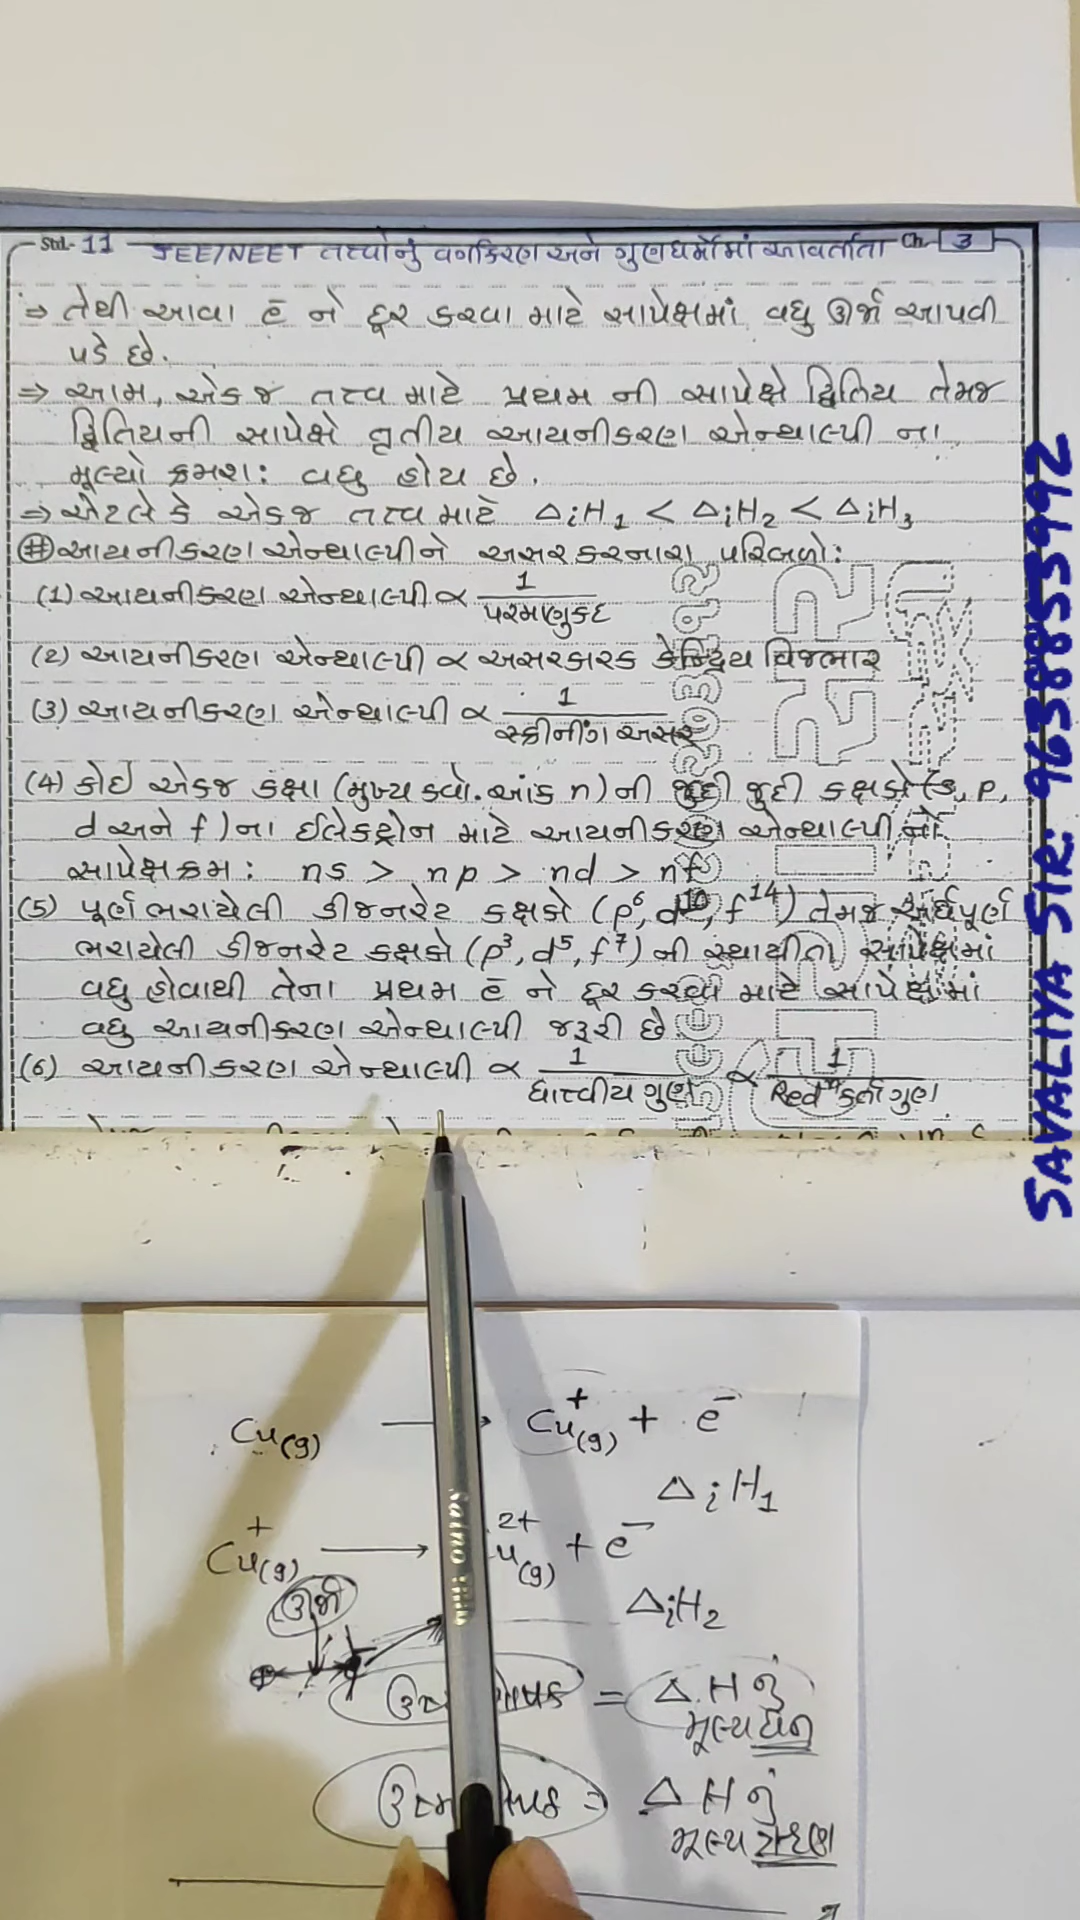 Std.- 11 JEE/NEET તત્ત્વોનું વર્ગીકરણ અને ગુણધર્મોમાં આવર્તતા Ch. 3
⇒ તેથી આવા ē ને દૂર કરવા માટે સાપેક્ષમાં વધુ ઊર્જા આપવી
પડે છે.
⇒ આમ, એક જ તત્વ માટે પ્રથમ ની સાપેક્ષે દ્વિતિય તેમજ
દ્વિતિયની સાપેક્ષે તૃતીય આયનીકરણ એન્થાલ્પી ના
મૂલ્યો ક્રમશ: વધુ હોય છે.
⇒ એટલે કે એકજ તત્વ માટે ΔiH1 < ΔiH2 < ΔiH3
# આયનીકરણ એન્થાલ્પીને અસર કરનારા પરિબળો:
(1) આયનીકરણ એન્થાલ્પી ∝ 1/પરમાણુકદ
(2) આયનીકરણ એન્થાલ્પી ∝ અસરકારક કેન્દ્રિય વિજભાર
(3) આયનીકરણ એન્થાલ્પી ∝ 1/સ્ક્રીનીંગ અસર
(4) કોઈ એકજ કક્ષા (મુખ્ય ક્વો. આંક n) ની જુદી જુદી કક્ષકો (s, p,
d અને f) ના ઈલેક્ટ્રોન માટે આયનીકરણ એન્થાલ્પી નો
સાપેક્ષ ક્રમ: ns > np > nd > nf
(5) પૂર્ણ ભરાયેલી ડીજનરેટ કક્ષકો (p⁶, d¹⁰, f¹⁴) તેમજ અર્ધપૂર્ણ
ભરાયેલી ડીજનરેટ કક્ષકો (p³, d⁵, f⁷) ની સ્થાયીતા સાપેક્ષમાં
વધુ હોવાથી તેના પ્રથમ ē ને દૂર કરવા માટે સાપેક્ષમાં
વધુ આયનીકરણ એન્થાલ્પી જરૂરી છે
(6) આયનીકરણ એન્થાલ્પી ∝ 1/ધાત્વીય ગુણ ∝ 1/Redⁿ કર્તા ગુણ
SAVALIYA SIR: 9638855992
Cu(g) → Cu⁺(g) + e⁻
ΔiH1
Cu⁺(g) → u²⁺(g) + e⁻
ઊર્જા
ΔiH2
= ΔH નું
મૂલ્ય ધન
= ΔH નું
મૂલ્ય ઋણ